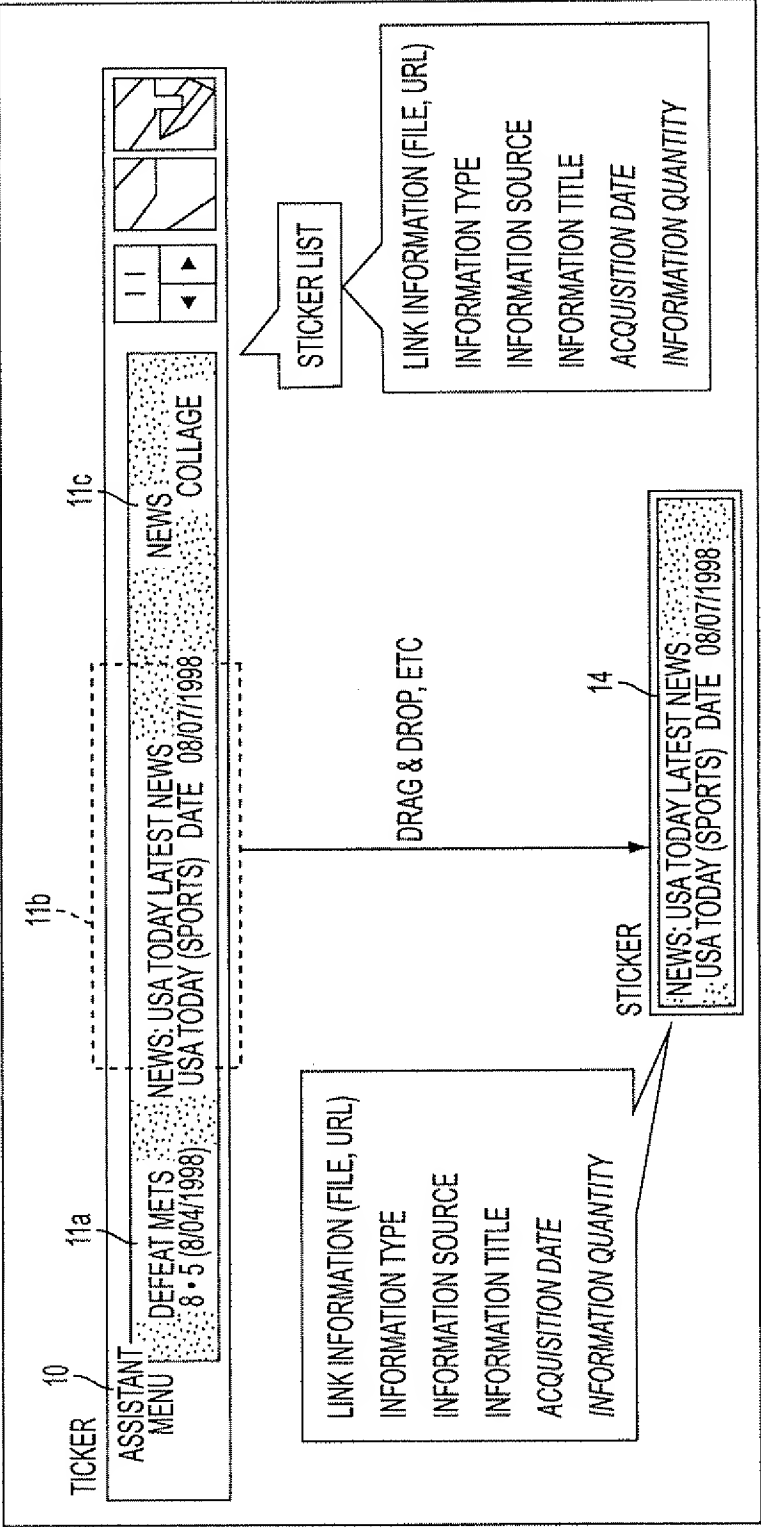 TICKER
10
ASSISTANT
MENU
11a
11b
11c
DEFEAT METS
8 • 5 (8/04/1998)
NEWS: USA TODAY LATEST NEWS
USA TODAY (SPORTS) DATE 08/07/1998
NEWS
COLLAGE
STICKER LIST
LINK INFORMATION (FILE, URL)
INFORMATION TYPE
INFORMATION SOURCE
INFORMATION TITLE
ACQUISITION DATE
INFORMATION QUANTITY
DRAG & DROP, ETC
LINK INFORMATION (FILE, URL)
INFORMATION TYPE
INFORMATION SOURCE
INFORMATION TITLE
ACQUISITION DATE
INFORMATION QUANTITY
STICKER
14
NEWS: USA TODAY LATEST NEWS
USA TODAY (SPORTS) DATE 08/07/1998